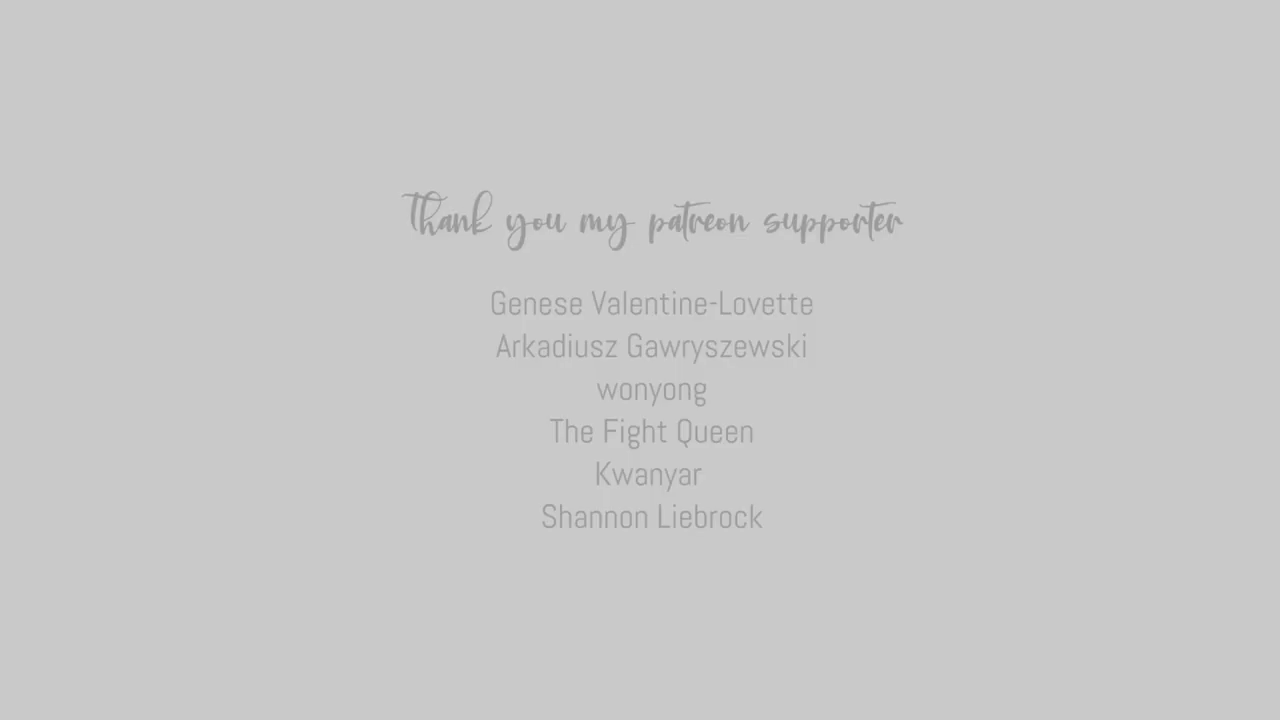 Thank you my patreon supporter
Genese Valentine-Lovette
Arkadiusz Gawryszewski
wonyong
The Fight Queen
Kwanyar
Shannon Liebrock